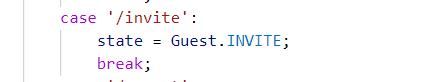 case '/invite':
state = Guest.INVITE;
break;